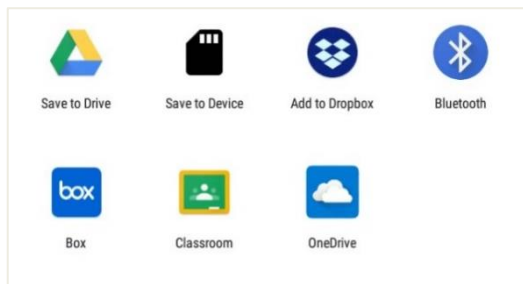 Save to Drive
Save to Device
Add to Dropbox
Bluetooth
box
Box
Classroom
OneDrive